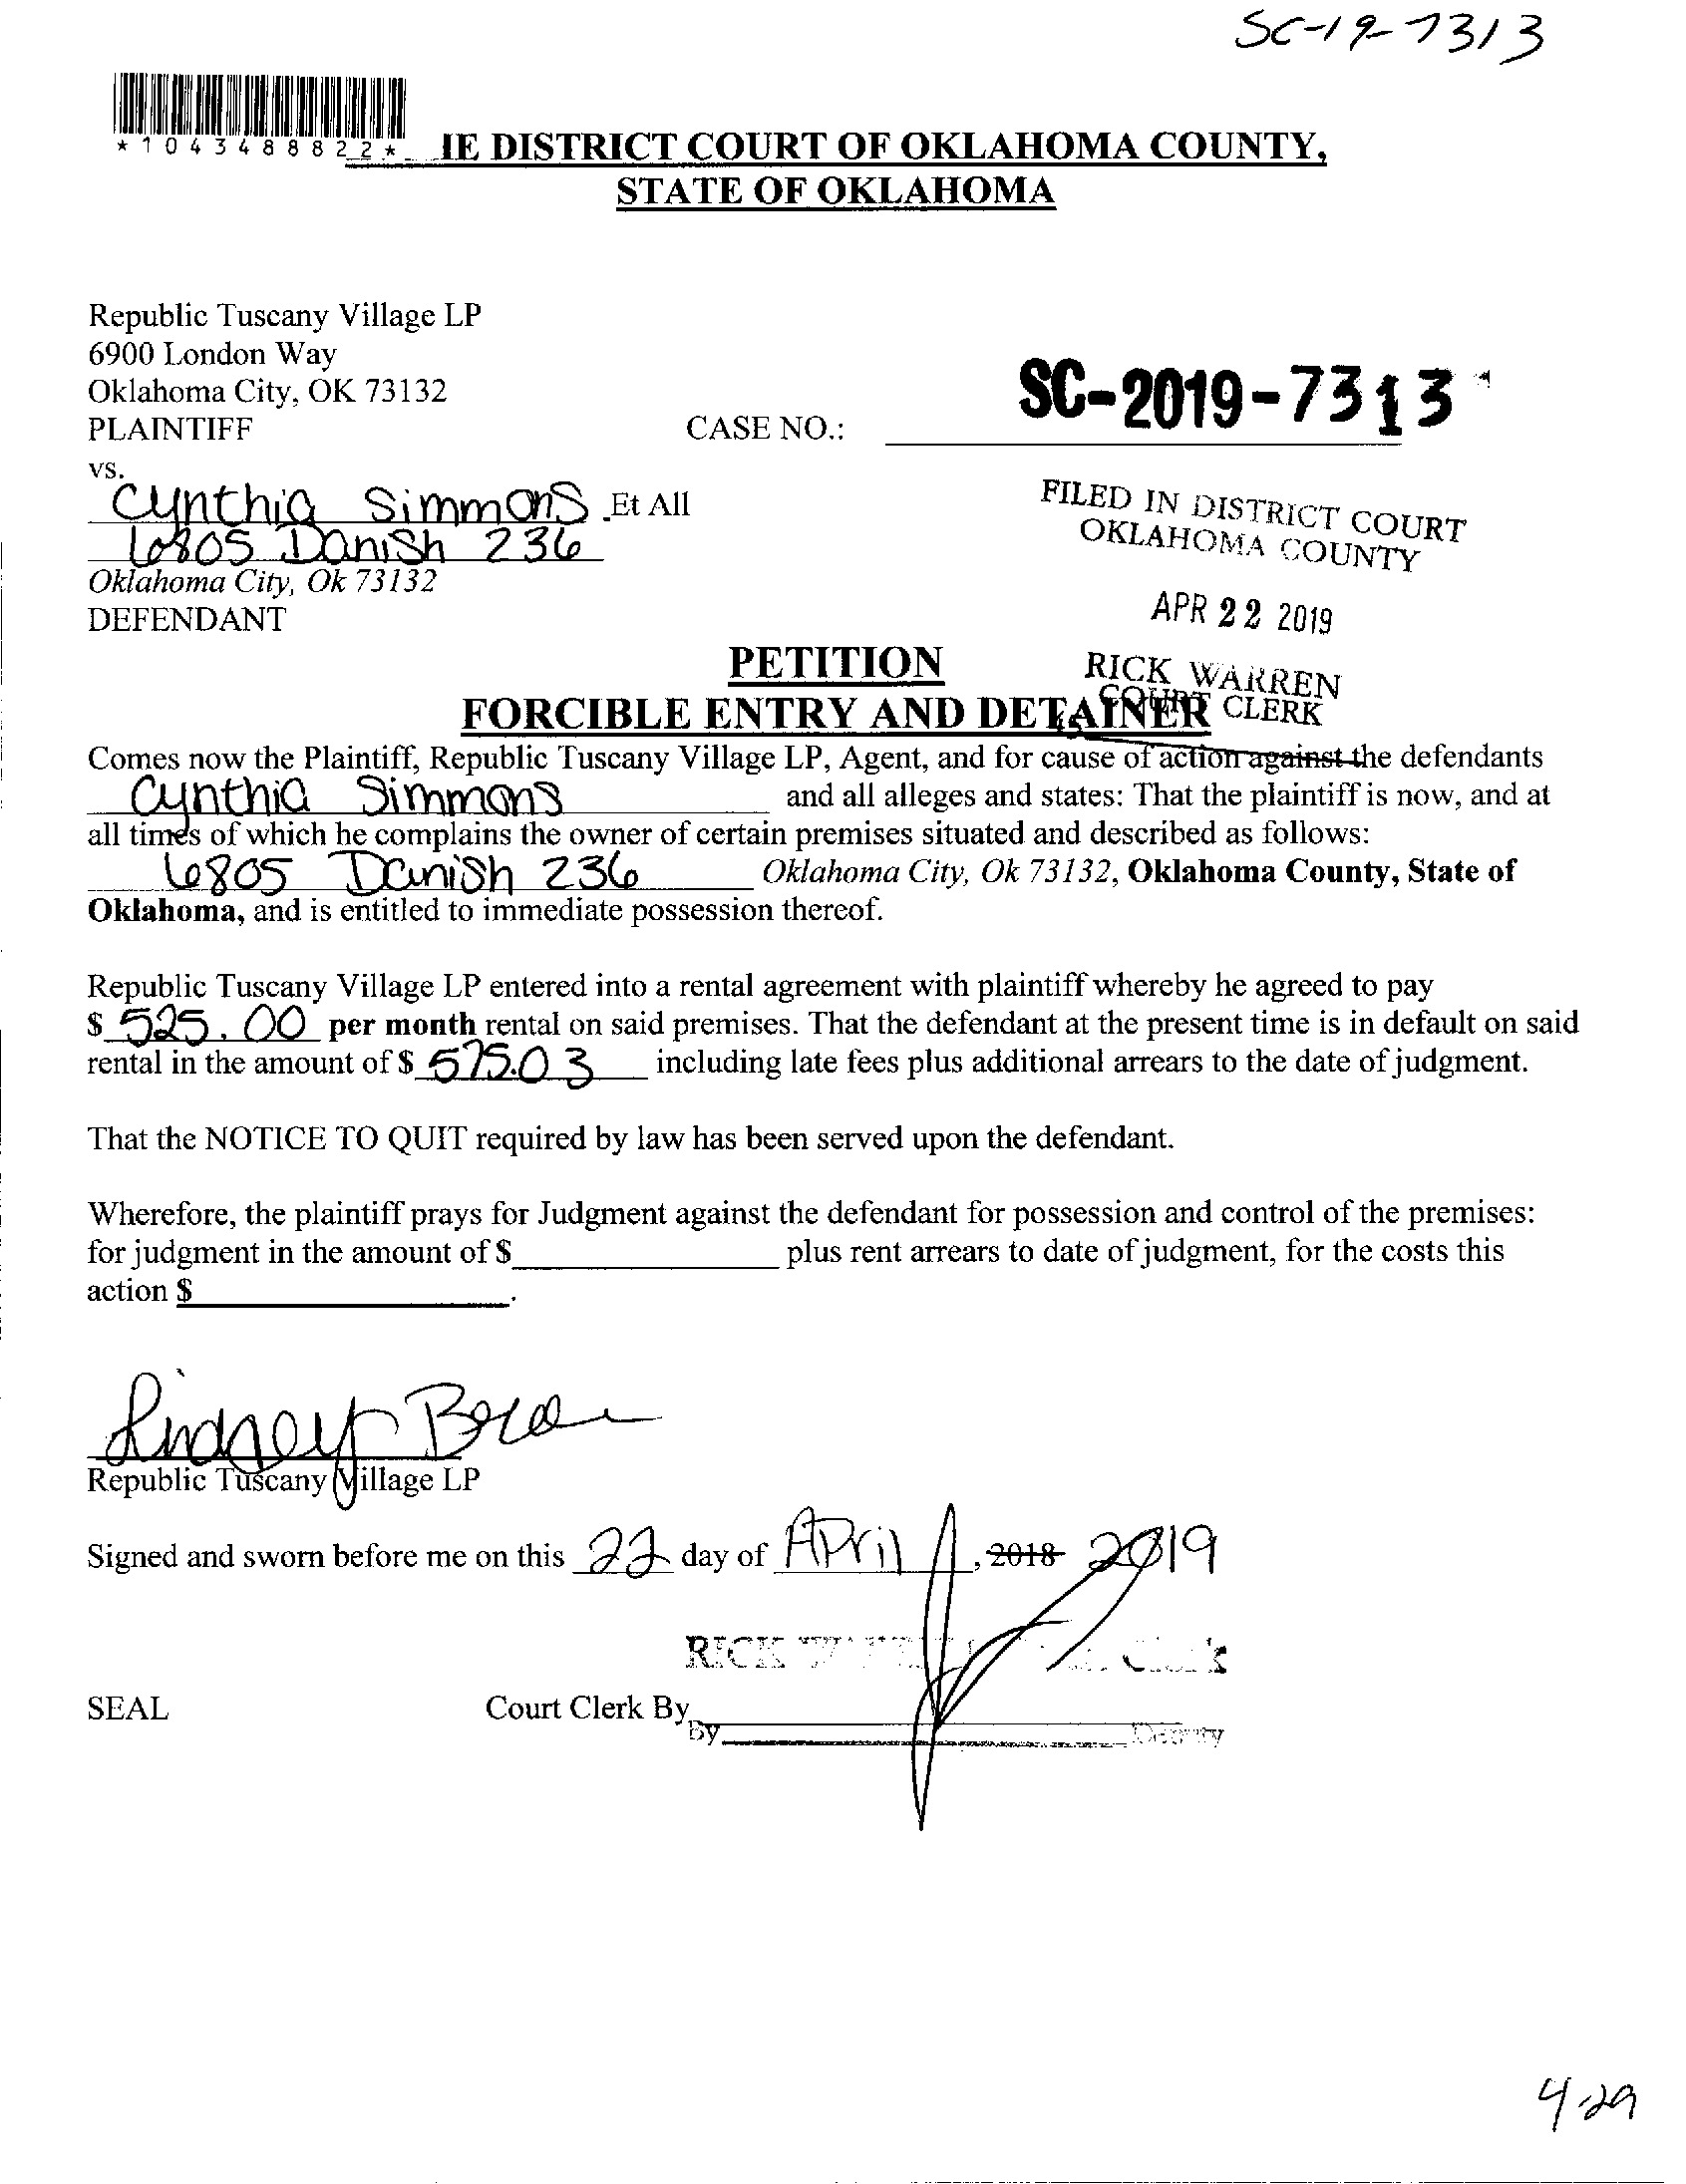 SC-19-7313
*1043488822*
IE DISTRICT COURT OF OKLAHOMA COUNTY,
STATE OF OKLAHOMA
Republic Tuscany Village LP
6900 London Way
Oklahoma City, OK 73132
PLAINTIFF
CASE NO.: SC-2019-7313
vs.
Cynthia Simmons Et All
6805 Danish 236
Oklahoma City, Ok 73132
DEFENDANT
FILED IN DISTRICT COURT
OKLAHOMA COUNTY
APR 22 2019
RICK WARREN
COURT CLERK
PETITION
FORCIBLE ENTRY AND DETAINER
Comes now the Plaintiff, Republic Tuscany Village LP, Agent, and for cause of action against the defendants
Cynthia Simmons and all alleges and states: That the plaintiff is now, and at
all times of which he complains the owner of certain premises situated and described as follows:
6805 Danish 236 Oklahoma City, Ok 73132, Oklahoma County, State of
Oklahoma, and is entitled to immediate possession thereof.
Republic Tuscany Village LP entered into a rental agreement with plaintiff whereby he agreed to pay
$ 525.00 per month rental on said premises. That the defendant at the present time is in default on said
rental in the amount of $ 575.03 including late fees plus additional arrears to the date of judgment.
That the NOTICE TO QUIT required by law has been served upon the defendant.
Wherefore, the plaintiff prays for Judgment against the defendant for possession and control of the premises:
for judgment in the amount of $ plus rent arrears to date of judgment, for the costs this
action $ .
Republic Tuscany Village LP
Signed and sworn before me on this 22 day of April, 2018 2019
RICK
SEAL
Court Clerk By
By Deputy
4-29